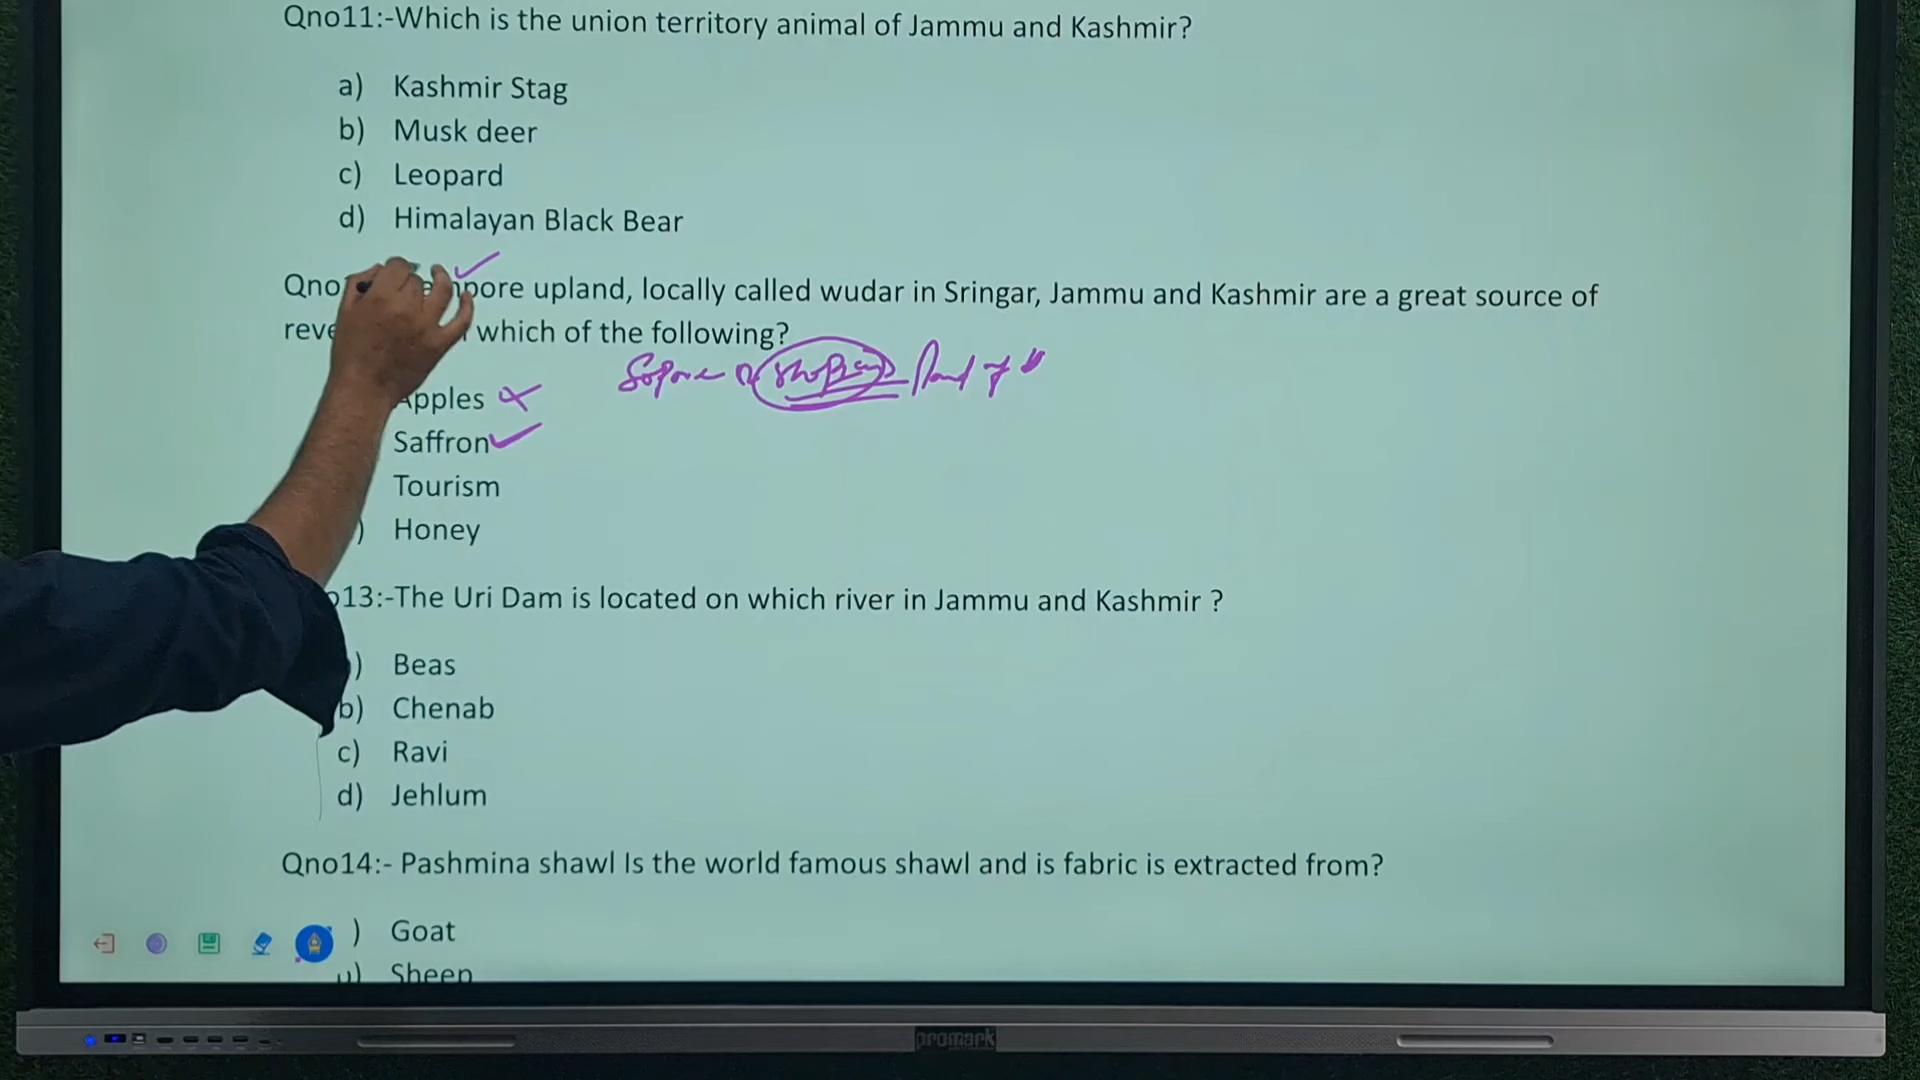 Qno11:-Which is the union territory animal of Jammu and Kashmir?
a) Kashmir Stag
b) Musk deer
c) Leopard
d) Himalayan Black Bear
Qno pore upland, locally called wudar in Sringar, Jammu and Kashmir are a great source of
reve which of the following?
Apples
Saffron
Tourism
) Honey
13:-The Uri Dam is located on which river in Jammu and Kashmir ?
) Beas
b) Chenab
c) Ravi
d) Jehlum
Qno14:- Pashmina shawl Is the world famous shawl and is fabric is extracted from?
) Goat
) Sheep
promark